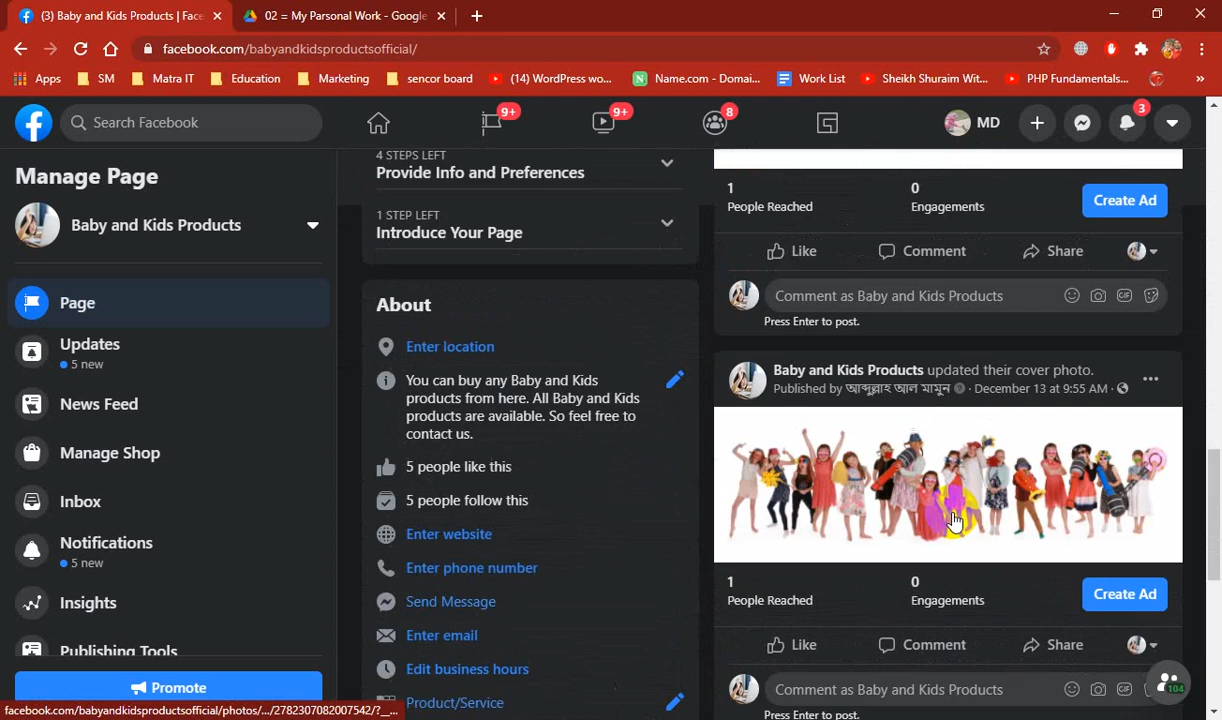 (3) Baby and Kids Products | Face
02 = My Parsonal Work - Google
facebook.com/babyandkidsproductsofficial/
Apps
SM
Matra IT
Education
Marketing
sencor board
(14) WordPress wo...
Name.com - Domai...
Work List
Sheikh Shuraim Wit...
PHP Fundamentals...
»
Search Facebook
9+
9+
8
MD
3
Manage Page
Baby and Kids Products
Page
Updates
5 new
News Feed
Manage Shop
Inbox
Notifications
5 new
Insights
Publishing Tools
Promote
4 STEPS LEFT
Provide Info and Preferences
1 STEP LEFT
Introduce Your Page
About
Enter location
You can buy any Baby and Kids
products from here. All Baby and Kids
products are available. So feel free to
contact us.
5 people like this
5 people follow this
Enter website
Enter phone number
Send Message
Enter email
Edit business hours
Product/Service
1
People Reached
0
Engagements
Create Ad
Like
Comment
Share
Comment as Baby and Kids Products
GIF
Press Enter to post.
Baby and Kids Products updated their cover photo.
Published by আব্দুল্লাহ আল মামুন · December 13 at 9:55 AM ·
1
People Reached
0
Engagements
Create Ad
Like
Comment
Share
Comment as Baby and Kids Products
GIF
Press Enter to post.
104
facebook.com/babyandkidsproductsofficial/photos/.../2782307082007542/?__...